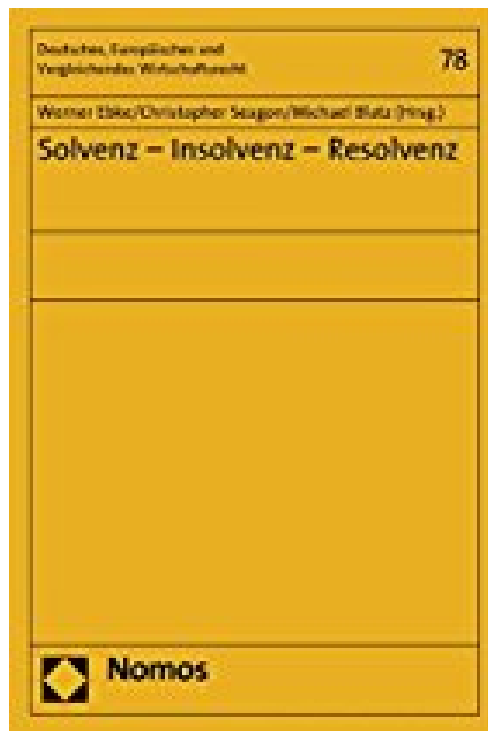 Deutsches, Europäisches und
Vergleichendes Wirtschaftsrecht
78
Werner Ebke/Christopher Seagon/Michael Blatz (Hrsg.)
Solvenz – Insolvenz – Resolvenz
Nomos